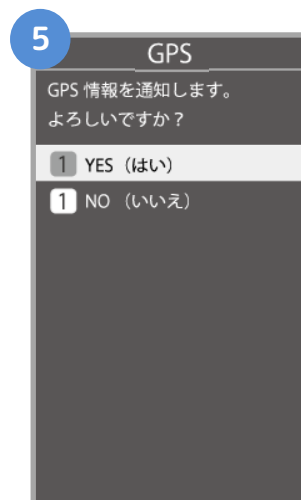 5
GPS
GPS 情報を通知します。
よろしいですか？
1 YES（はい）
1 NO （いいえ）